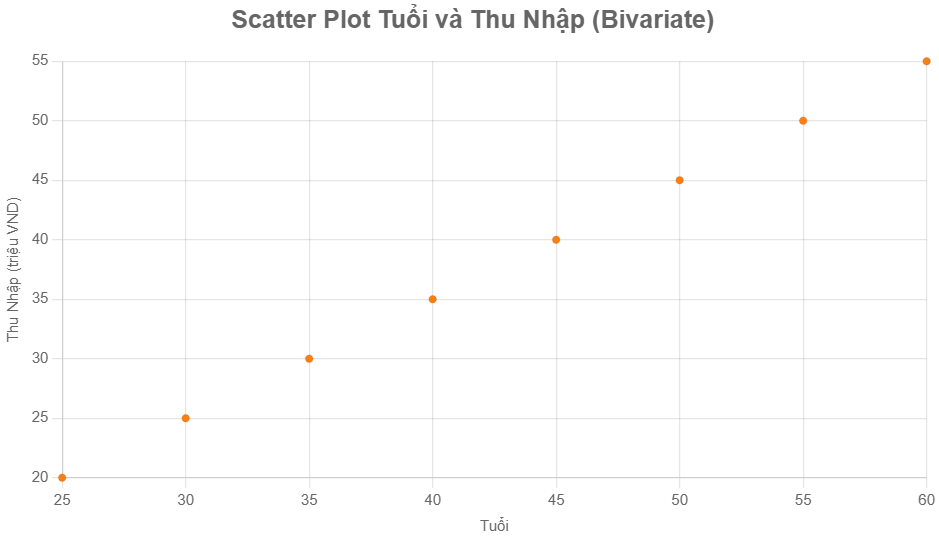 Scatter Plot Tuổi và Thu Nhập (Bivariate)
Thu Nhập (triệu VND)
55
50
45
40
35
30
25
20
25 30 35 40 45 50 55 60
Tuổi